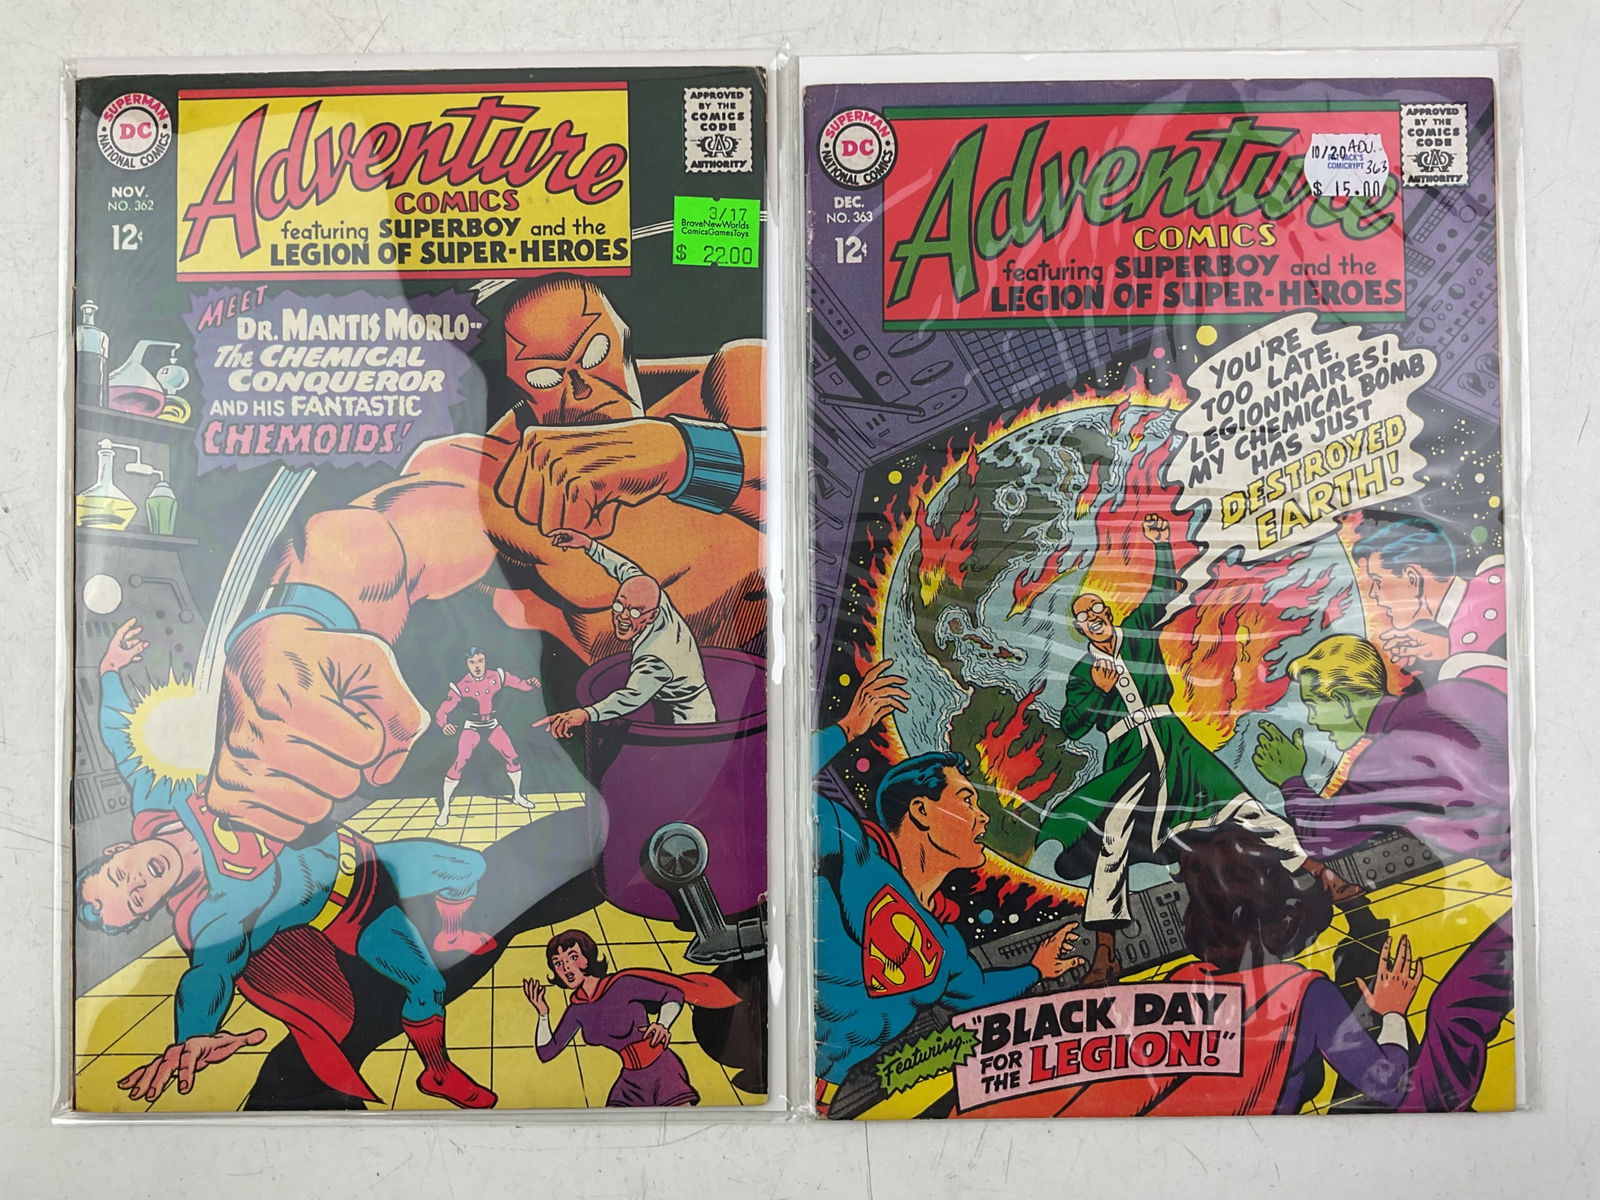 SUPERMAN
DC
NATIONAL COMICS
NOV.
NO. 362
12¢
Adventure
COMICS
featuring SUPERBOY and the
LEGION OF SUPER-HEROES
APPROVED
BY THE
COMICS
CODE
CA
AUTHORITY
3/17
BraveNewWorlds
ComicsGamesToys
$ 22.00
MEET
DR. MANTIS MORLO--
THE CHEMICAL
CONQUEROR
AND HIS FANTASTIC
CHEMOIDS!
SUPERMAN
DC
NATIONAL COMICS
DEC.
NO. 363
12¢
Adventure
COMICS
featuring SUPERBOY and the
LEGION OF SUPER-HEROES
APPROVED
BY THE
COMICS
CODE
CA
AUTHORITY
10/20 ADV.
JACK'S 363
COMICRYPT
$ 15.00
YOU'RE
TOO LATE,
LEGIONNAIRES!
MY CHEMICAL BOMB
HAS JUST
DESTROYED
EARTH!
Featuring...
"BLACK DAY
FOR THE LEGION!"